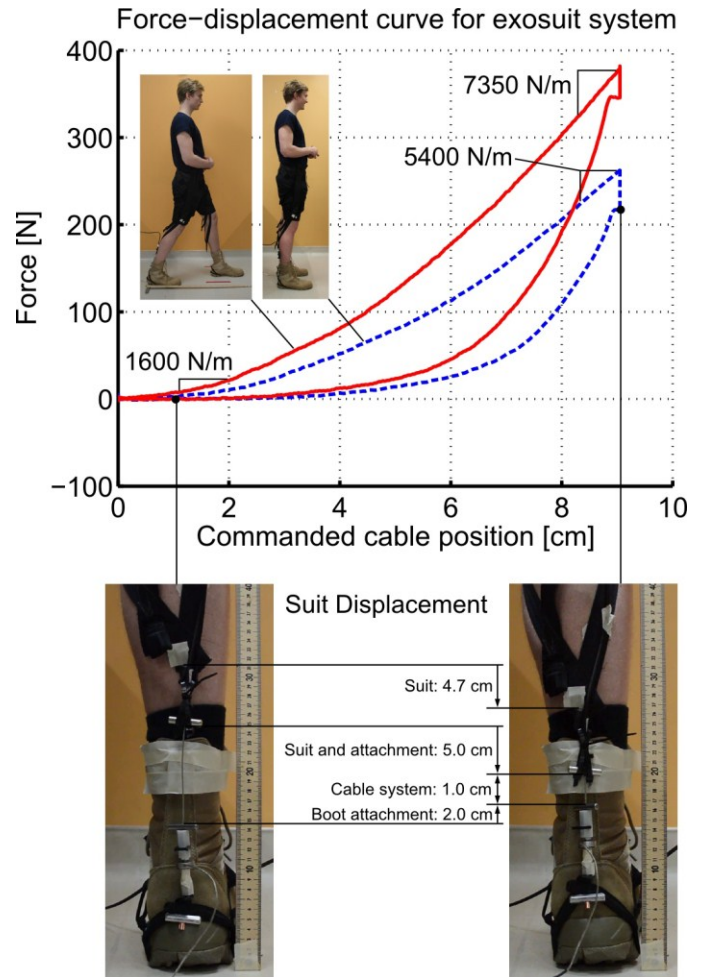 Force−displacement curve for exosuit system
400
7350 N/m
300
5400 N/m
200
Force [N]
100
1600 N/m
0
−100
0 2 4 6 8 10
Commanded cable position [cm]
Suit Displacement
Suit: 4.7 cm
Suit and attachment: 5.0 cm
Cable system: 1.0 cm
Boot attachment: 2.0 cm